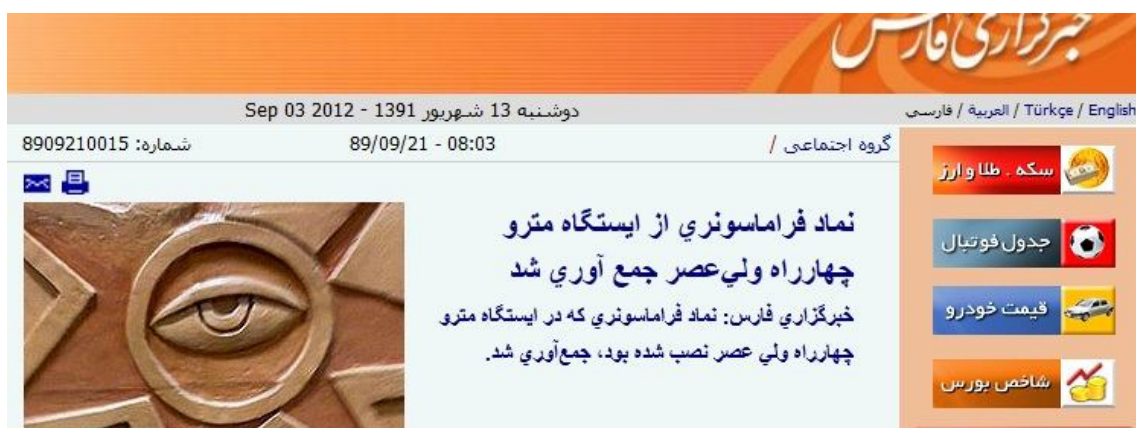 خبرگزاری فارس
دوشنبه 13 شهریور 1391 - Sep 03 2012
فارسی / العربية / Türkçe / English
گروه اجتماعی /
89/09/21 - 08:03
شماره: 8909210015
نماد فراماسونري از ايستگاه مترو
چهارراه ولي‌عصر جمع آوري شد
خبرگزاري فارس: نماد فراماسونري كه در ايستگاه مترو
چهارراه ولي عصر نصب شده بود، جمع‌آوري شد.
سکه . طلا و ارز
جدول فوتبال
قیمت خودرو
شاخص بورس